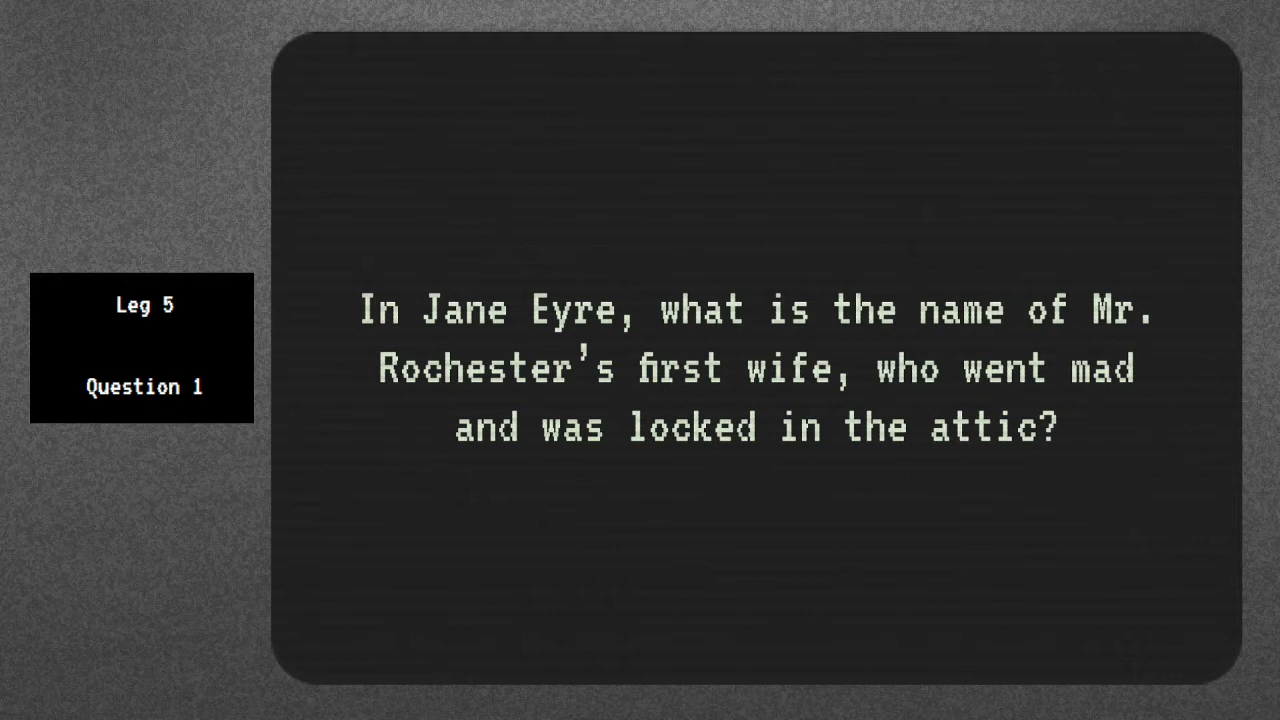 Leg 5
Question 1
In Jane Eyre, what is the name of Mr.
Rochester's first wife, who went mad
and was locked in the attic?